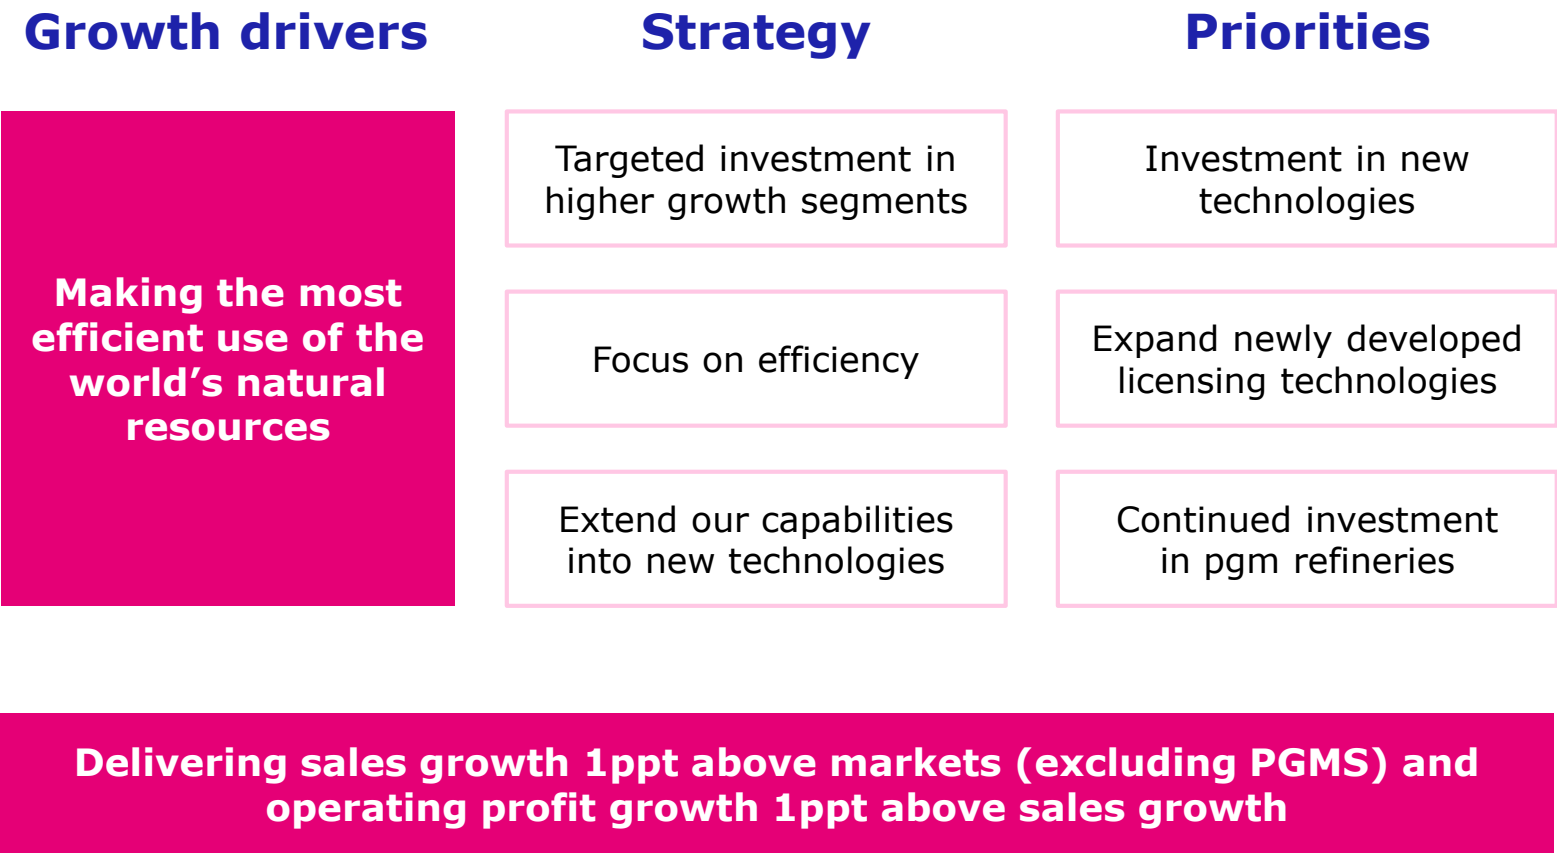 Growth drivers
Strategy
Priorities
Making the most
efficient use of the
world’s natural
resources
Targeted investment in
higher growth segments
Investment in new
technologies
Focus on efficiency
Expand newly developed
licensing technologies
Extend our capabilities
into new technologies
Continued investment
in pgm refineries
Delivering sales growth 1ppt above markets (excluding PGMS) and
operating profit growth 1ppt above sales growth